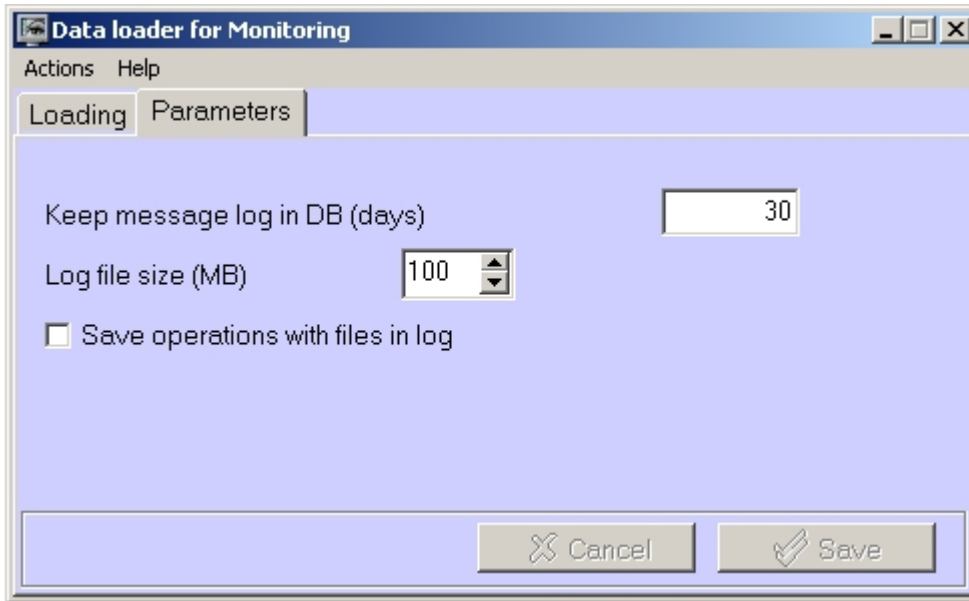 Data loader for Monitoring
Actions Help
Loading Parameters
Keep message log in DB (days) 30
Log file size (MB) 100
Save operations with files in log
Cancel Save